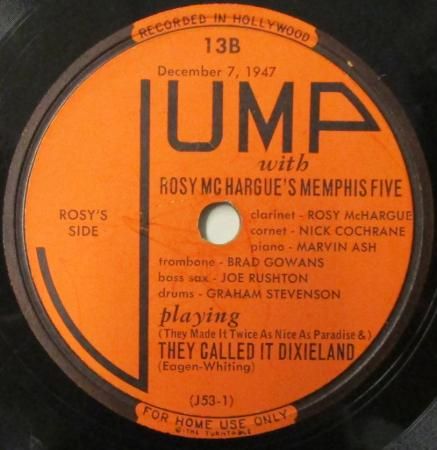 RECORDED IN HOLLYWOOD
13B
December 7, 1947
JUMP
with
ROSY MCHARGUE'S MEMPHIS FIVE
ROSY'S
SIDE
clarinet - ROSY McHARGUE
cornet - NICK COCHRANE
piano - MARVIN ASH
trombone - BRAD GOWANS
bass sax - JOE RUSHTON
drums - GRAHAM STEVENSON
playing
(They Made It Twice As Nice As Paradise &)
THEY CALLED IT DIXIELAND
(Eagen-Whiting)
(J53-1)
FOR HOME USE ONLY
©-THE TURNTABLE